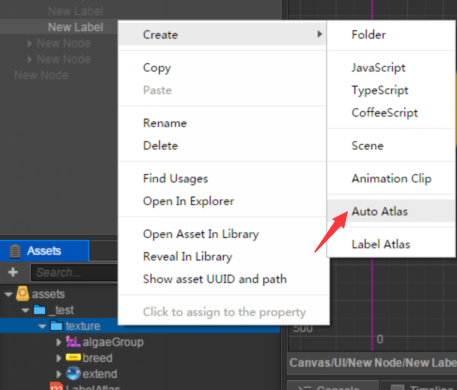 New Label
New Label
New Node
New Node
New Node
Create
Copy
Paste
Rename
Delete
Find Usages
Open In Explorer
Open Asset In Library
Reveal In Library
Show asset UUID and path
Click to assign to the property
Folder
JavaScript
TypeScript
CoffeeScript
Scene
Animation Clip
Auto Atlas
Label Atlas
Assets
Search...
assets
_test
texture
algaeGroup
breed
extend
LabelAtlas
500
0
Canvas/UI/New Node/New Labe
Console
Timeline